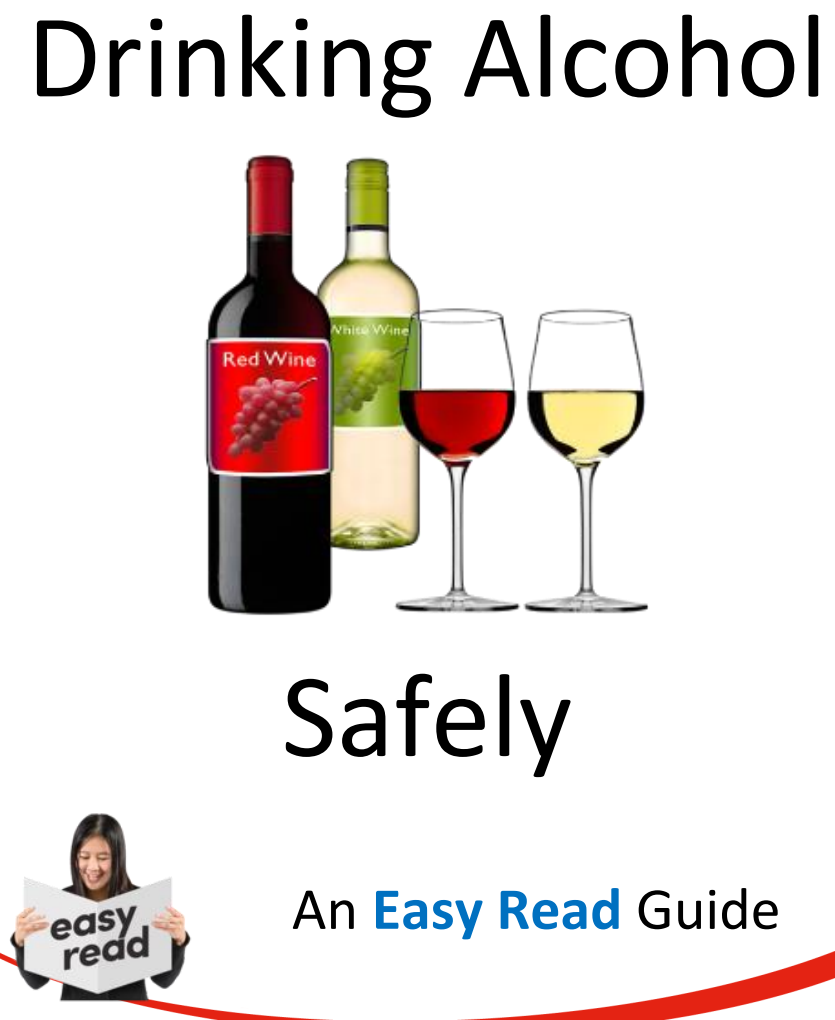 Drinking Alcohol
Red Wine
White Wine
Safely
easy
read
An Easy Read Guide